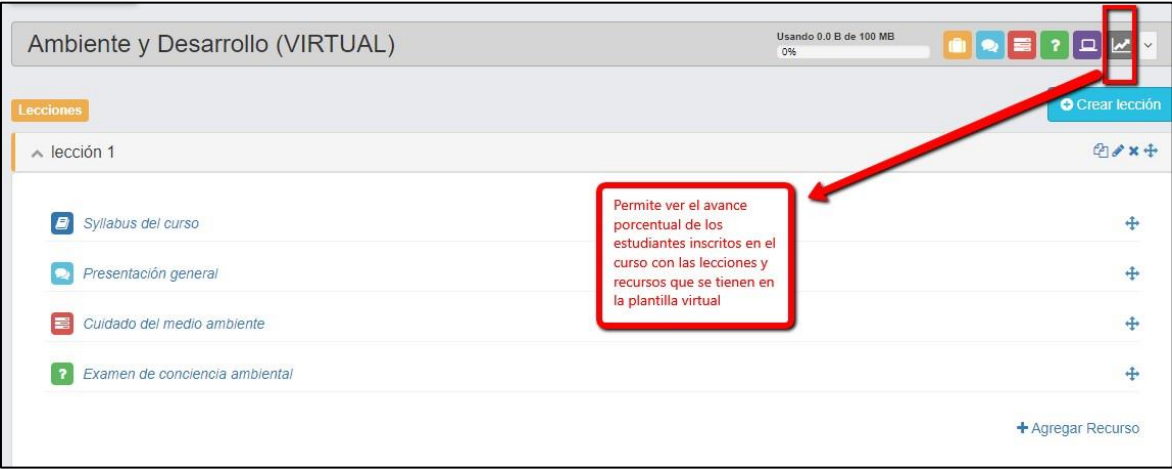 Ambiente y Desarrollo (VIRTUAL)
Usando 0.0 B de 100 MB
0%
?
Lecciones
Crear lección
lección 1
Syllabus del curso
Presentación general
Cuidado del medio ambiente
?
Examen de conciencia ambiental
Permite ver el avance
porcentual de los
estudiantes inscritos en el
curso con las lecciones y
recursos que se tienen en
la plantilla virtual
Agregar Recurso